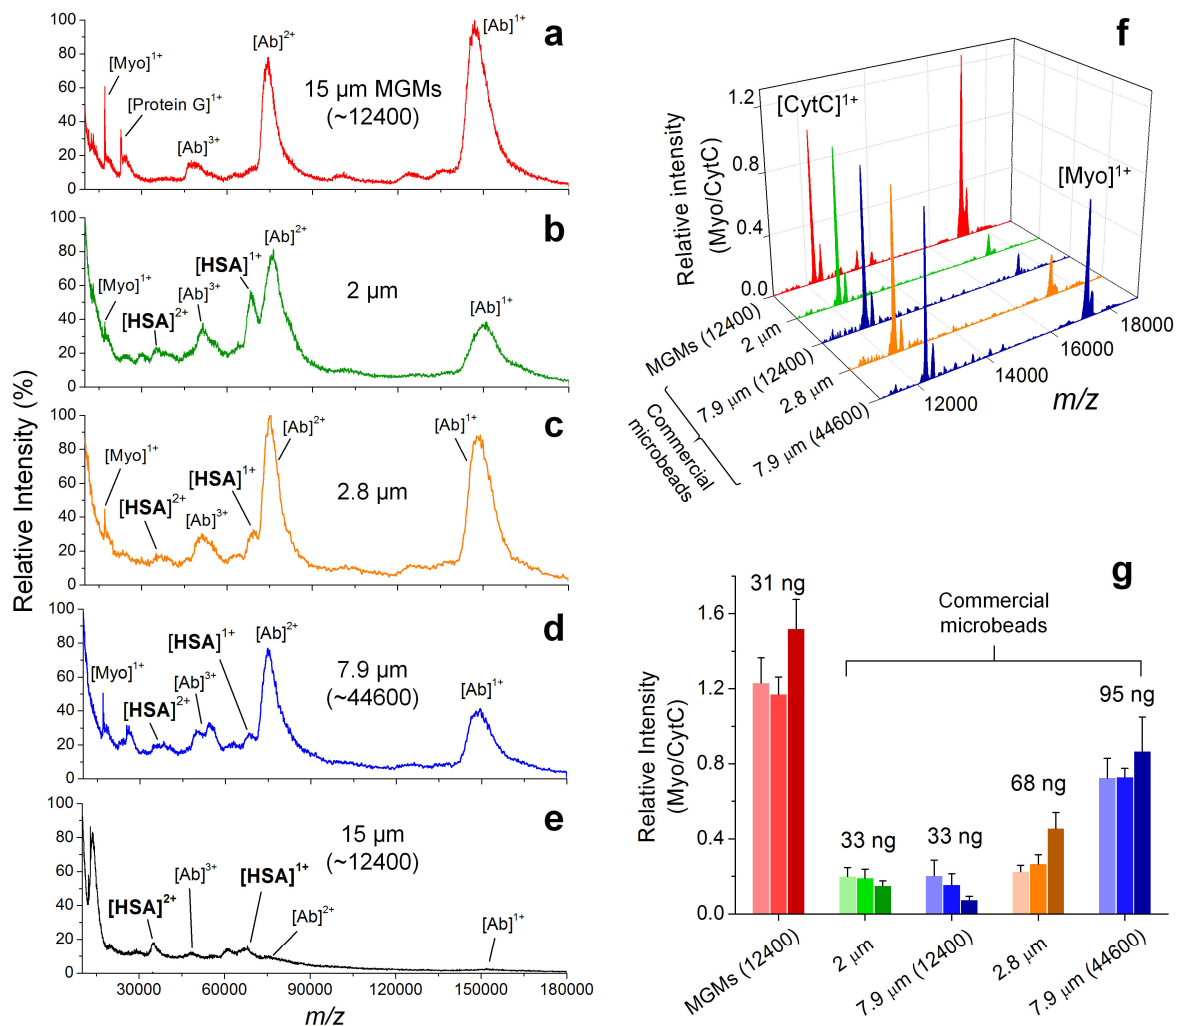 Relative Intensity (%)
a
100
80
60
40
20
0
[Myo]1+
[Protein G]1+
[Ab]3+
[Ab]2+
[Ab]1+
15 µm MGMs
(~12400)
b
100
80
60
40
20
0
[Myo]1+
[HSA]2+
[Ab]3+
[HSA]1+
[Ab]2+
[Ab]1+
2 µm
c
100
80
60
40
20
0
[Myo]1+
[HSA]2+
[Ab]3+
[HSA]1+
[Ab]2+
[Ab]1+
2.8 µm
d
100
80
60
40
20
0
[Myo]1+
[HSA]2+
[Ab]3+
[HSA]1+
[Ab]2+
[Ab]1+
7.9 µm
(~44600)
e
100
80
60
40
20
0
15 µm
(~12400)
[HSA]2+
[Ab]3+
[HSA]1+
[Ab]2+
[Ab]1+
30000 60000 90000 120000 150000 180000
m/z
f
Relative intensity
(Myo/CytC)
1.2
0.8
0.4
0.0
[CytC]1+
[Myo]1+
MGMs (12400)
2 µm
7.9 µm (12400)
2.8 µm
7.9 µm (44600)
Commercial
microbeads
12000
14000
16000
18000
m/z
g
Relative Intensity
(Myo/CytC)
1.6
1.2
0.8
0.4
0.0
31 ng
33 ng
33 ng
68 ng
95 ng
Commercial
microbeads
MGMs (12400)
2 µm
7.9 µm (12400)
2.8 µm
7.9 µm (44600)